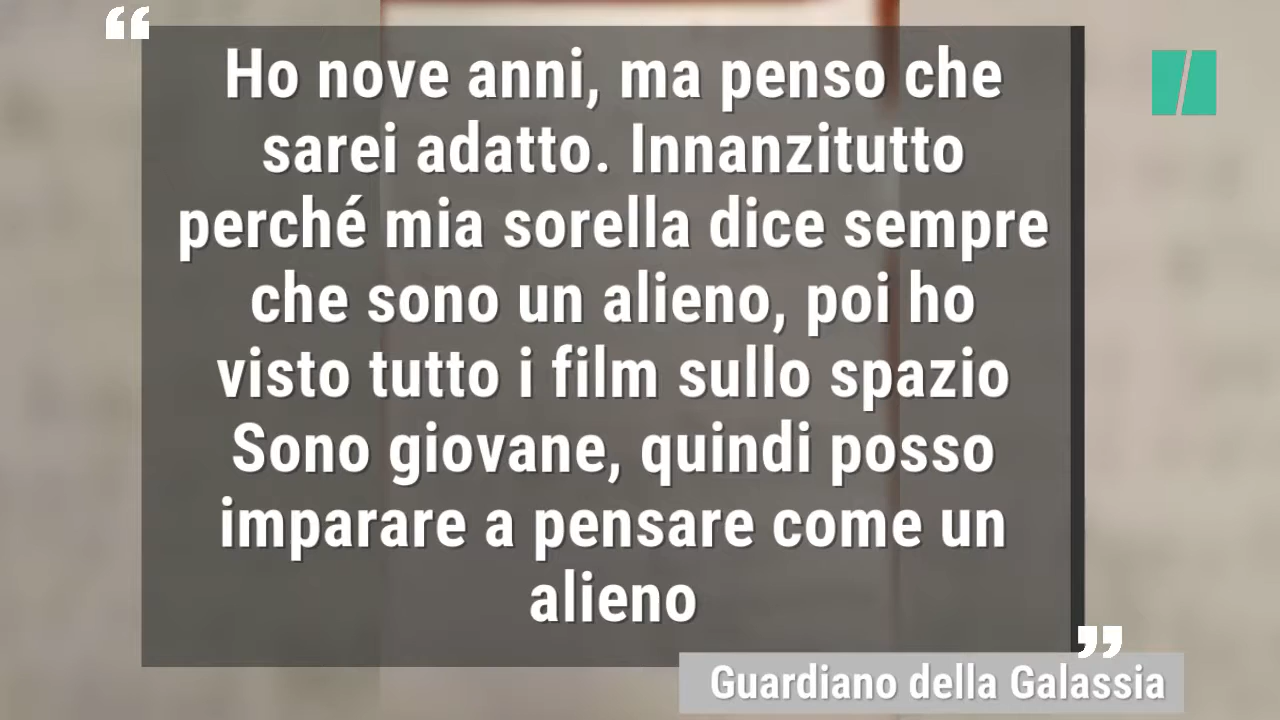 “
Ho nove anni, ma penso che
sarei adatto. Innanzitutto
perché mia sorella dice sempre
che sono un alieno, poi ho
visto tutto i film sullo spazio
Sono giovane, quindi posso
imparare a pensare come un
alieno
”
Guardiano della Galassia